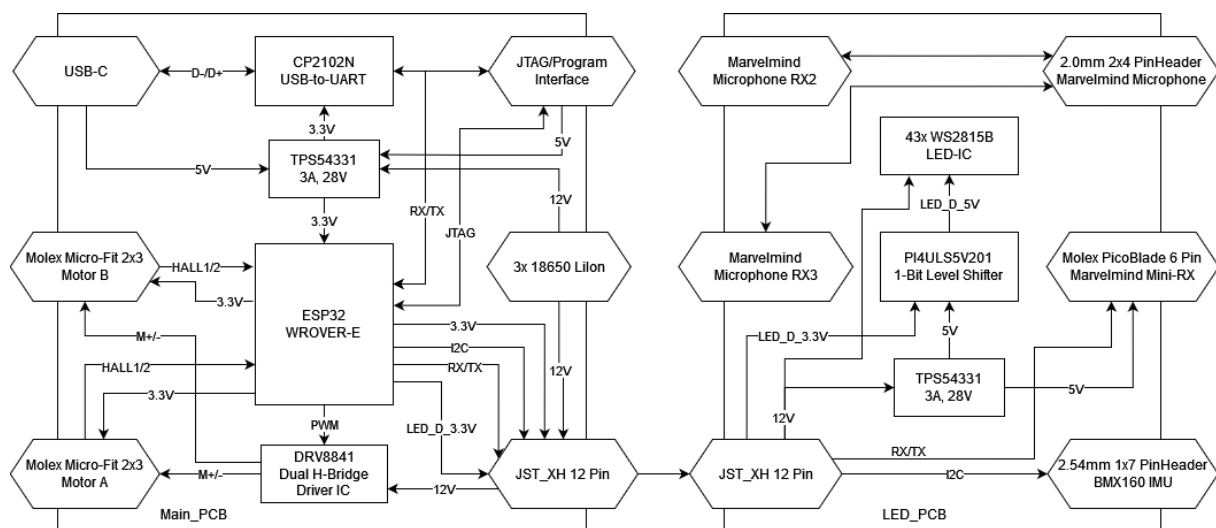 USB-C
D-/D+
CP2102N
USB-to-UART
JTAG/Program
Interface
3.3V
5V
TPS54331
3A, 28V
5V
12V
3.3V
RX/TX
JTAG
Molex Micro-Fit 2x3
Motor B
HALL1/2
3.3V
ESP32
WROVER-E
3x 18650 LiIon
M+/-
3.3V
I2C
RX/TX
12V
HALL1/2
3.3V
PWM
LED_D_3.3V
Molex Micro-Fit 2x3
Motor A
M+/-
DRV8841
Dual H-Bridge
Driver IC
12V
JST_XH 12 Pin
Main_PCB
Marvelmind
Microphone RX2
2.0mm 2x4 PinHeader
Marvelmind Microphone
43x WS2815B
LED-IC
LED_D_5V
Marvelmind
Microphone RX3
PI4ULS5V201
1-Bit Level Shifter
Molex PicoBlade 6 Pin
Marvelmind Mini-RX
LED_D_3.3V
5V
TPS54331
3A, 28V
5V
12V
RX/TX
JST_XH 12 Pin
I2C
2.54mm 1x7 PinHeader
BMX160 IMU
LED_PCB